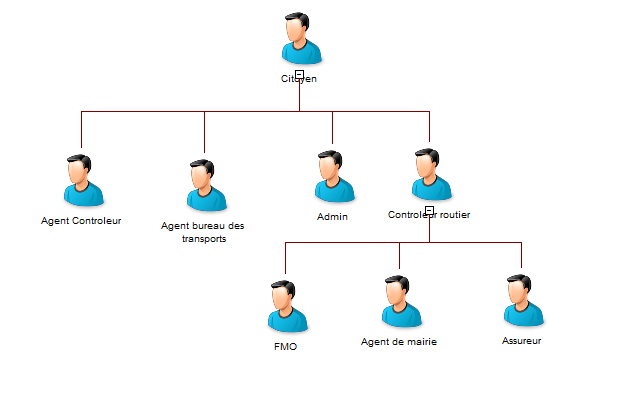 Citoyen
Agent Controleur
Agent bureau des
transports
Admin
Controleur routier
FMO
Agent de mairie
Assureur